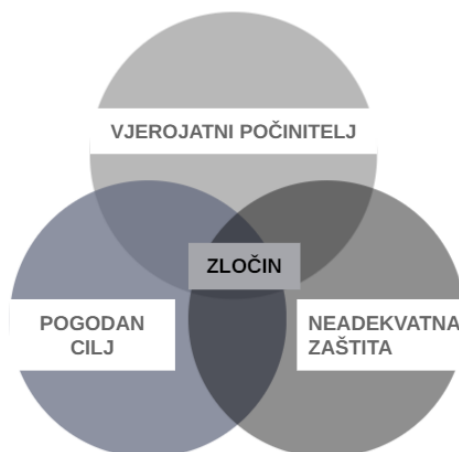 VJEROJATNI POČINITELJ
ZLOČIN
POGODAN
CILJ
NEADEKVATNA
ZAŠTITA